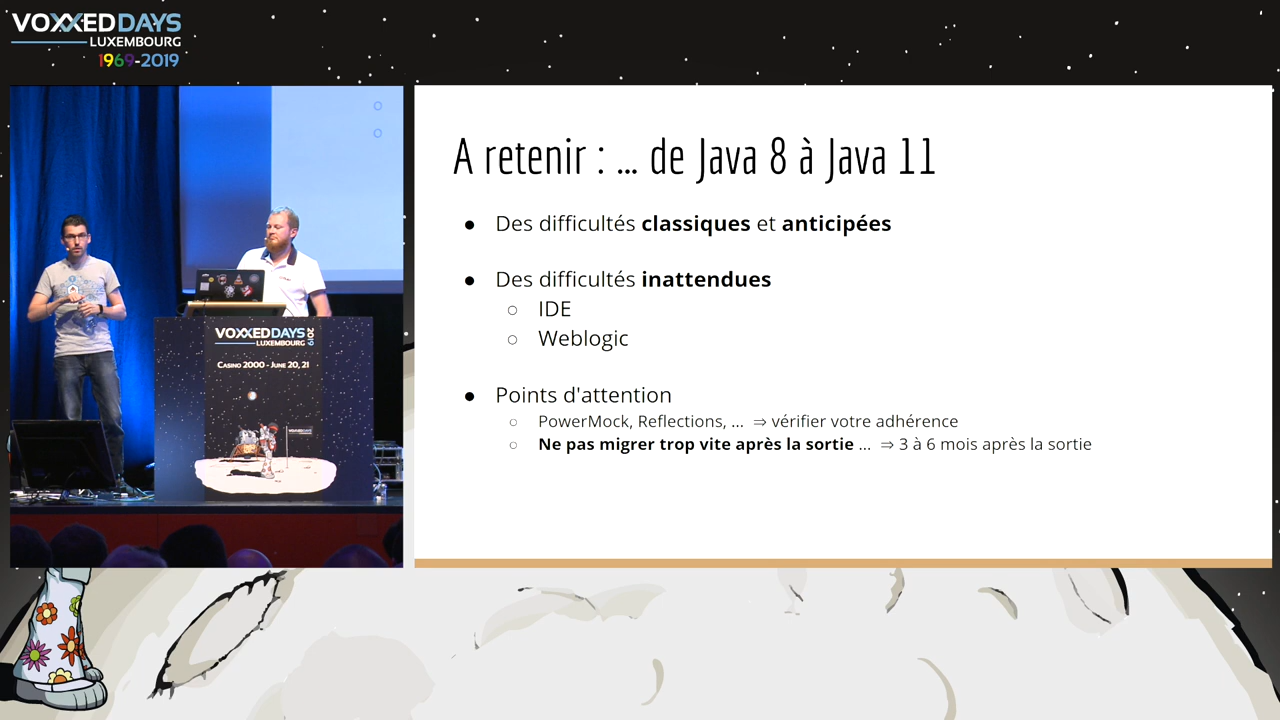 VOXXEDDAYS
LUXEMBOURG
1969-2019
A retenir : ... de Java 8 à Java 11
● Des difficultés classiques et anticipées
● Des difficultés inattendues
○ IDE
○ Weblogic
● Points d'attention
○ PowerMock, Reflections, ... ⇒ vérifier votre adhérence
○ Ne pas migrer trop vite après la sortie ... ⇒ 3 à 6 mois après la sortie
VOXXEDDAYS
LUXEMBOURG
2019
CASINO 2000 - JUNE 20, 21